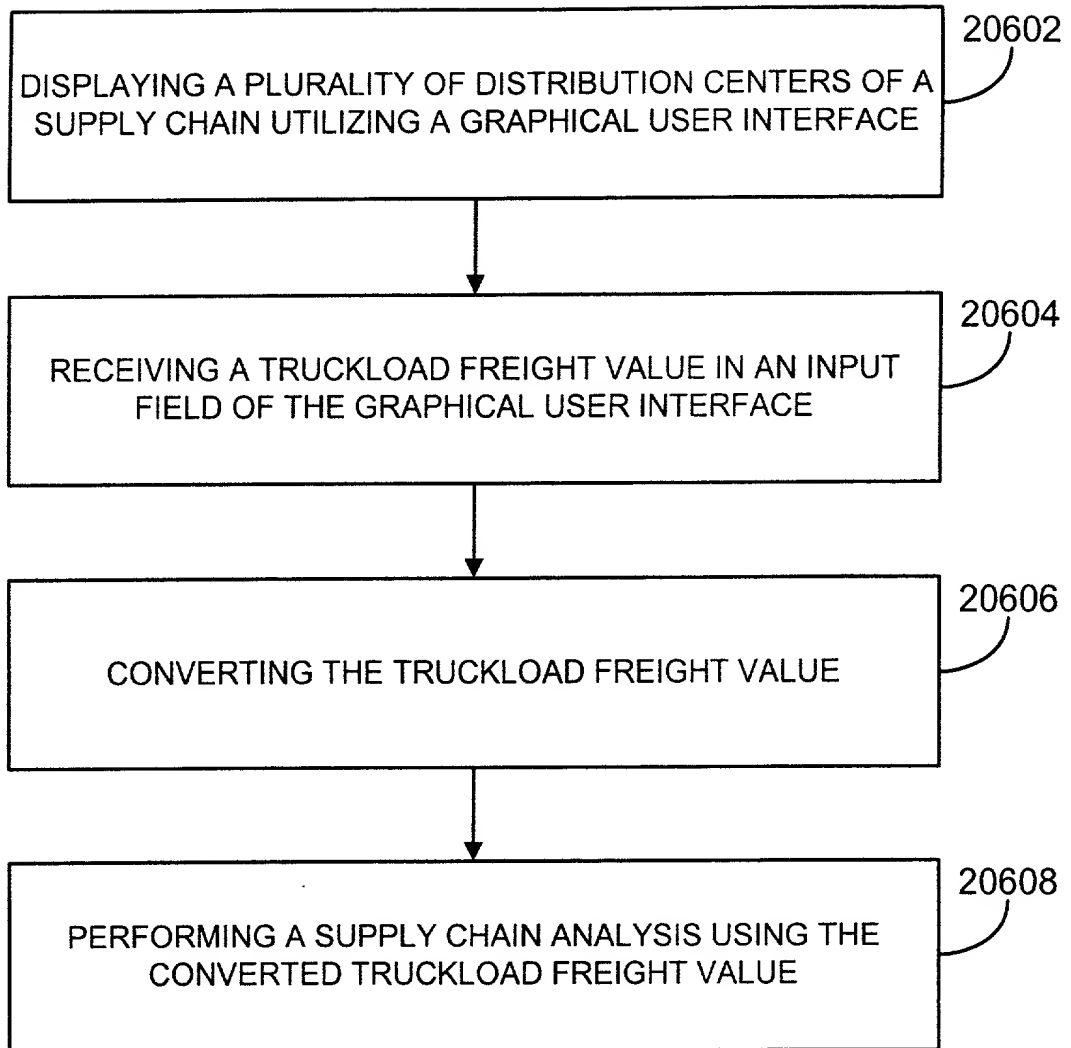 20602
DISPLAYING A PLURALITY OF DISTRIBUTION CENTERS OF A
SUPPLY CHAIN UTILIZING A GRAPHICAL USER INTERFACE
20604
RECEIVING A TRUCKLOAD FREIGHT VALUE IN AN INPUT
FIELD OF THE GRAPHICAL USER INTERFACE
20606
CONVERTING THE TRUCKLOAD FREIGHT VALUE
20608
PERFORMING A SUPPLY CHAIN ANALYSIS USING THE
CONVERTED TRUCKLOAD FREIGHT VALUE